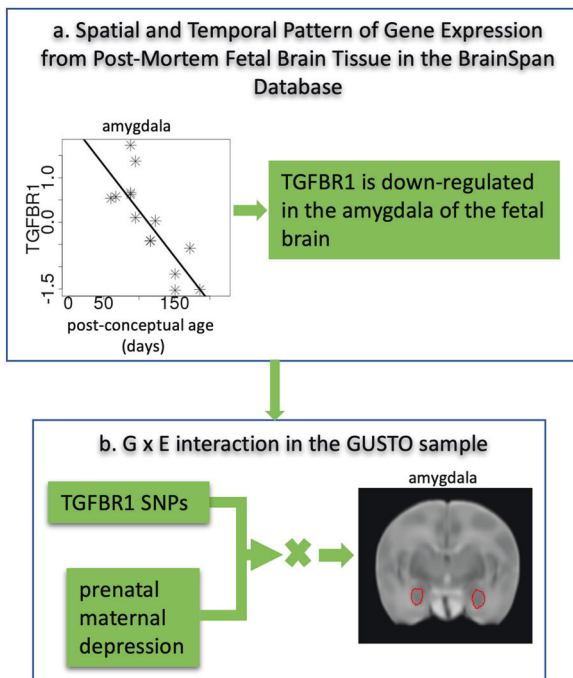 a. Spatial and Temporal Pattern of Gene Expression
from Post-Mortem Fetal Brain Tissue in the BrainSpan
Database
amygdala
TGFBR1
1.0
0.0
-1.5
0 50 150
post-conceptual age
(days)
TGFBR1 is down-regulated
in the amygdala of the fetal
brain
b. G x E interaction in the GUSTO sample
TGFBR1 SNPs
prenatal
maternal
depression
amygdala